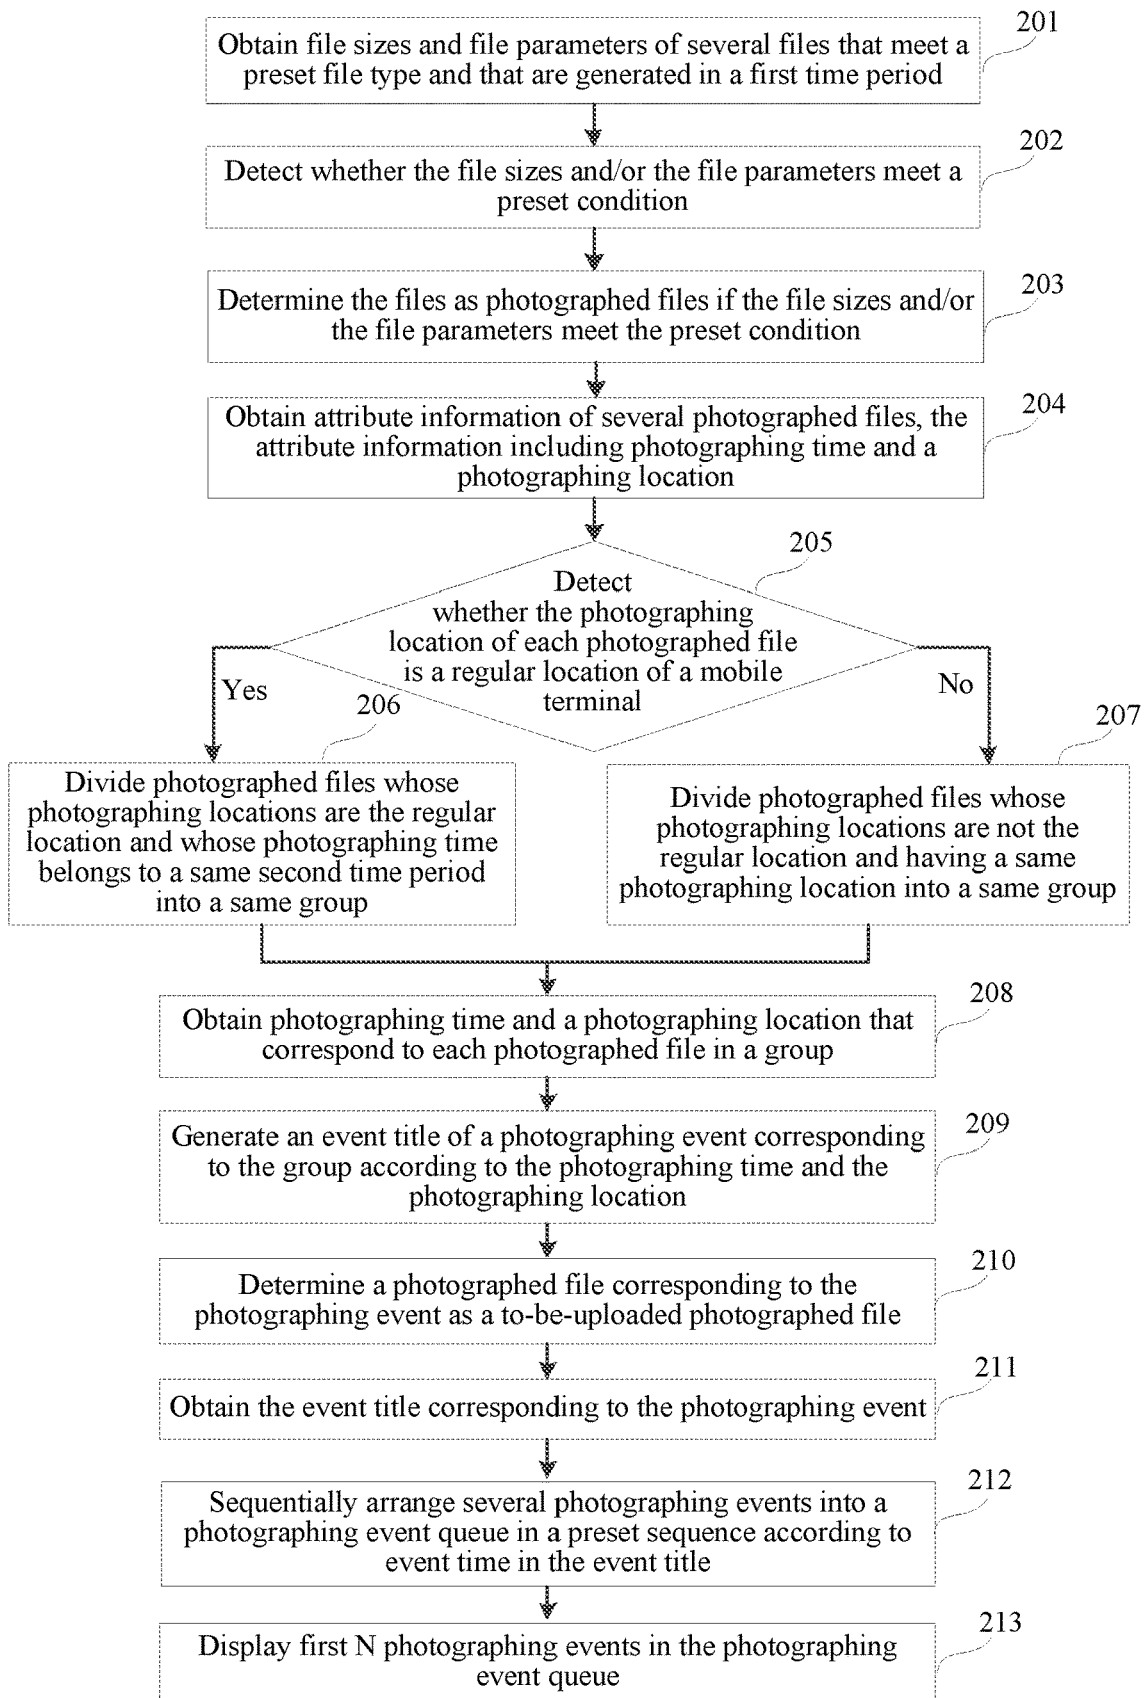 201
Obtain file sizes and file parameters of several files that meet a
preset file type and that are generated in a first time period
202
Detect whether the file sizes and/or the file parameters meet a
preset condition
203
Determine the files as photographed files if the file sizes and/or
the file parameters meet the preset condition
204
Obtain attribute information of several photographed files, the
attribute information including photographing time and a
photographing location
205
Detect
whether the photographing
location of each photographed file
is a regular location of a mobile
terminal
Yes
No
206
207
Divide photographed files whose
photographing locations are the regular
location and whose photographing time
belongs to a same second time period
into a same group
Divide photographed files whose
photographing locations are not the
regular location and having a same
photographing location into a same group
208
Obtain photographing time and a photographing location that
correspond to each photographed file in a group
209
Generate an event title of a photographing event corresponding
to the group according to the photographing time and the
photographing location
210
Determine a photographed file corresponding to the
photographing event as a to-be-uploaded photographed file
211
Obtain the event title corresponding to the photographing event
212
Sequentially arrange several photographing events into a
photographing event queue in a preset sequence according to
event time in the event title
213
Display first N photographing events in the photographing
event queue